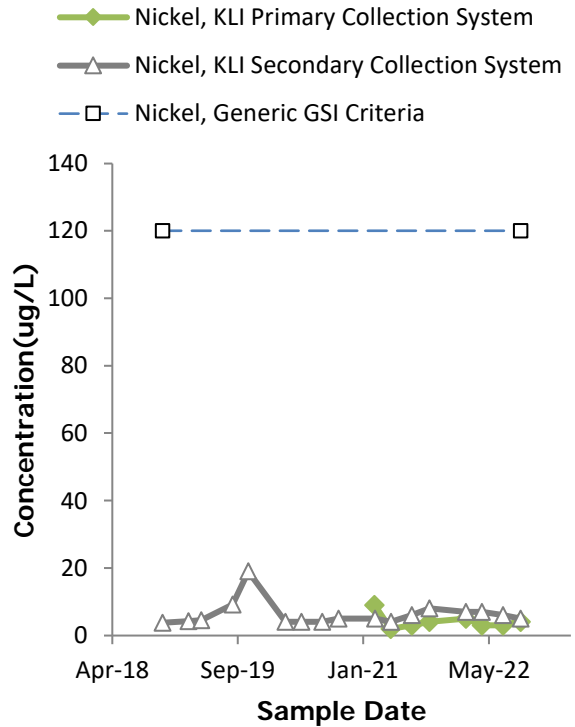 Nickel, KLI Primary Collection System
Nickel, KLI Secondary Collection System
Nickel, Generic GSI Criteria
140
120
100
80
60
40
20
0
Concentration(ug/L)
Apr-18 Sep-19 Jan-21 May-22
Sample Date